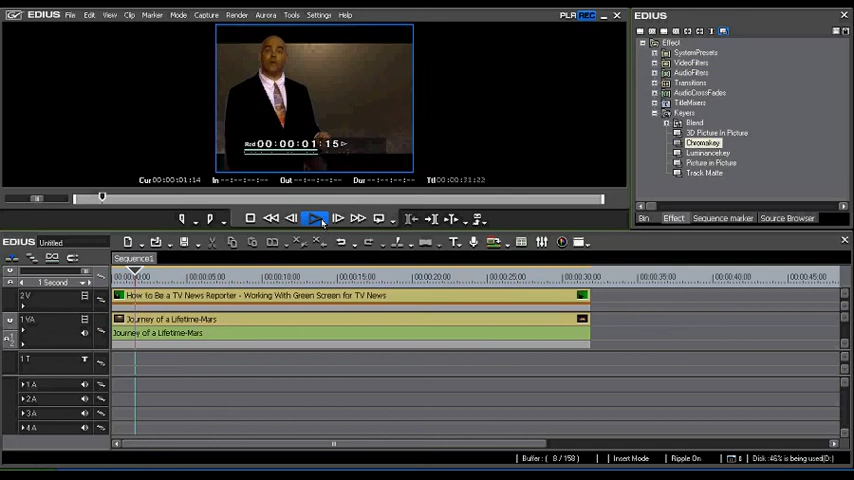 EDIUS File Edit View Clip Marker Mode Capture Render Aurora Tools Settings Help PLR REC
EDIUS
Effect
SystemPresets
VideoFilters
AudioFilters
Transitions
AudioCrossFades
TitleMixers
Keyers
Blend
3D Picture In Picture
Chromakey
Luminancekey
Picture in Picture
Track Matte
Rcd 00:00:01:15
Cur 00:00:01:14 In --:--:--:-- Out --:--:--:-- Dur --:--:--:-- Ttl 00:00:31:22
Bin Effect Sequence marker Source Browser
EDIUS Untitled
Sequence1
1 Second
00:00:00:00 00:00:05:00 00:00:10:00 00:00:15:00 00:00:20:00 00:00:25:00 00:00:30:00 00:00:35:00 00:00:40:00 00:00:45:00
2 V How to Be a TV News Reporter - Working With Green Screen for TV News
1 VA Journey of a Lifetime-Mars
Journey of a Lifetime-Mars
1 T T
1 A
2 A
3 A
4 A
Buffer: ( 8 / 158 ) Insert Mode Ripple On Disk :46% is being used(D:)